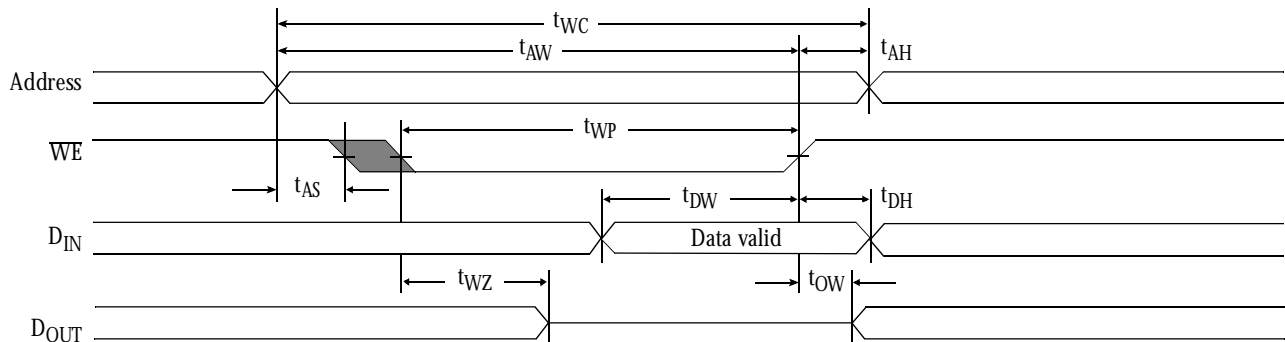 tWC
tAW
tAH
Address
tWP
WE
tAS
tDW
tDH
DIN
Data valid
tWZ
tOW
DOUT